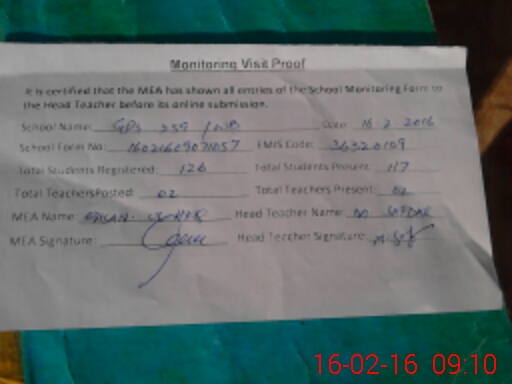 Monitoring Visit Proof
It is certified that the MEA has shown all entries of the School Monitoring Form to
the Head Teacher before its online submission.
School Name: GPS 259 Date: 16-2-2016
School Form No: EMIS Code: 36320109
Total Students Registered: 126 Total Students Present: 117
Total Teachers Posted: 02 Total Teachers Present: 02
MEA Name: Head Teacher Name: SAFDAR
MEA Signature: Head Teacher Signature:
16-02-16 09:10